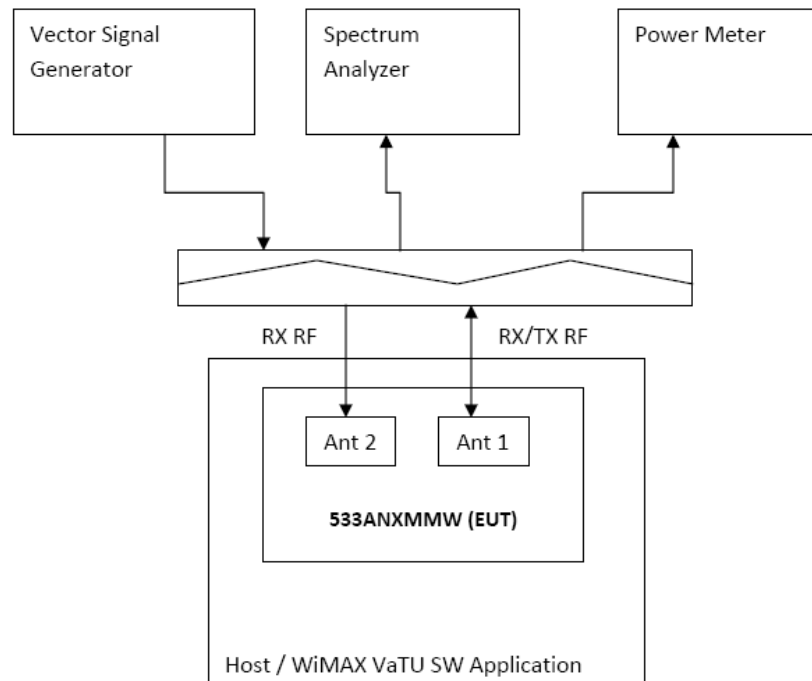 Vector Signal
Generator
Spectrum
Analyzer
Power Meter
RX RF
RX/TX RF
Ant 2
Ant 1
533ANXMMW (EUT)
Host / WiMAX VaTU SW Application